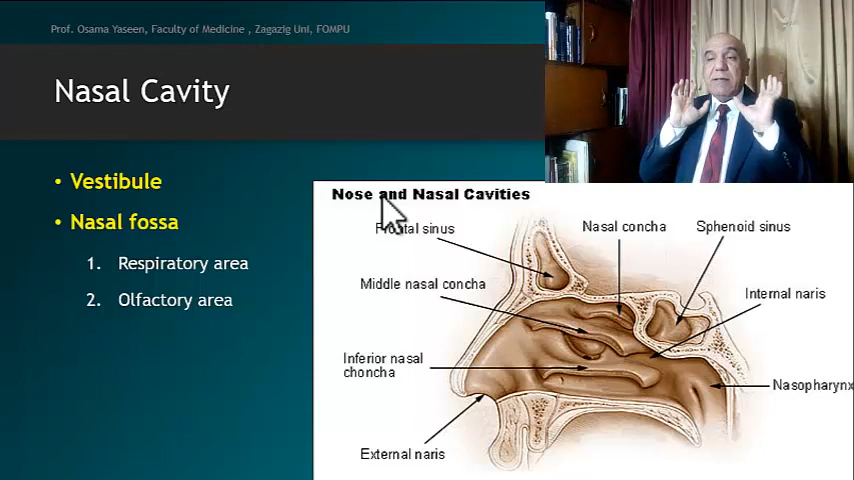 Prof. Osama Yaseen, Faculty of Medicine , Zagazig Uni, FOMPU
Nasal Cavity
• Vestibule
• Nasal fossa
1. Respiratory area
2. Olfactory area
Nose and Nasal Cavities
Frontal sinus
Nasal concha
Sphenoid sinus
Middle nasal concha
Internal naris
Inferior nasal
choncha
Nasopharynx
External naris